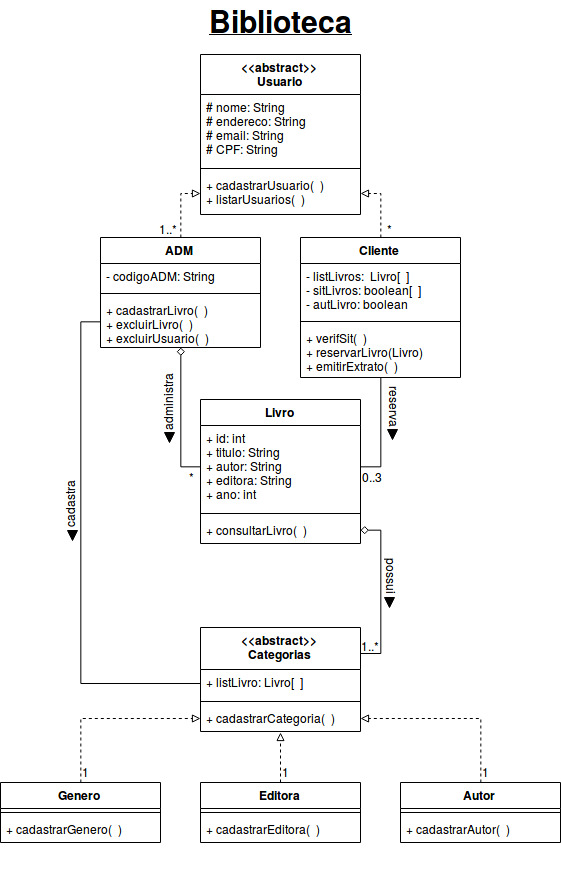 Biblioteca
<<abstract>>
Usuario
# nome: String
# endereco: String
# email: String
# CPF: String
+ cadastrarUsuario( )
+ listarUsuarios( )
1..*
*
ADM
- codigoADM: String
+ cadastrarLivro( )
+ excluirLivro( )
+ excluirUsuario( )
Cliente
- listLivros: Livro[ ]
- sitLivros: boolean[ ]
- autLivro: boolean
+ verifSit( )
+ reservarLivro(Livro)
+ emitirExtrato( )
administra
reserva
Livro
+ id: int
+ titulo: String
+ autor: String
+ editora: String
+ ano: int
+ consultarLivro( )
*
0..3
cadastra
possui
<<abstract>>
Categorias
+ listLivro: Livro[ ]
+ cadastrarCategoria( )
1..*
1
1
1
Genero
+ cadastrarGenero( )
Editora
+ cadastrarEditora( )
Autor
+ cadastrarAutor( )